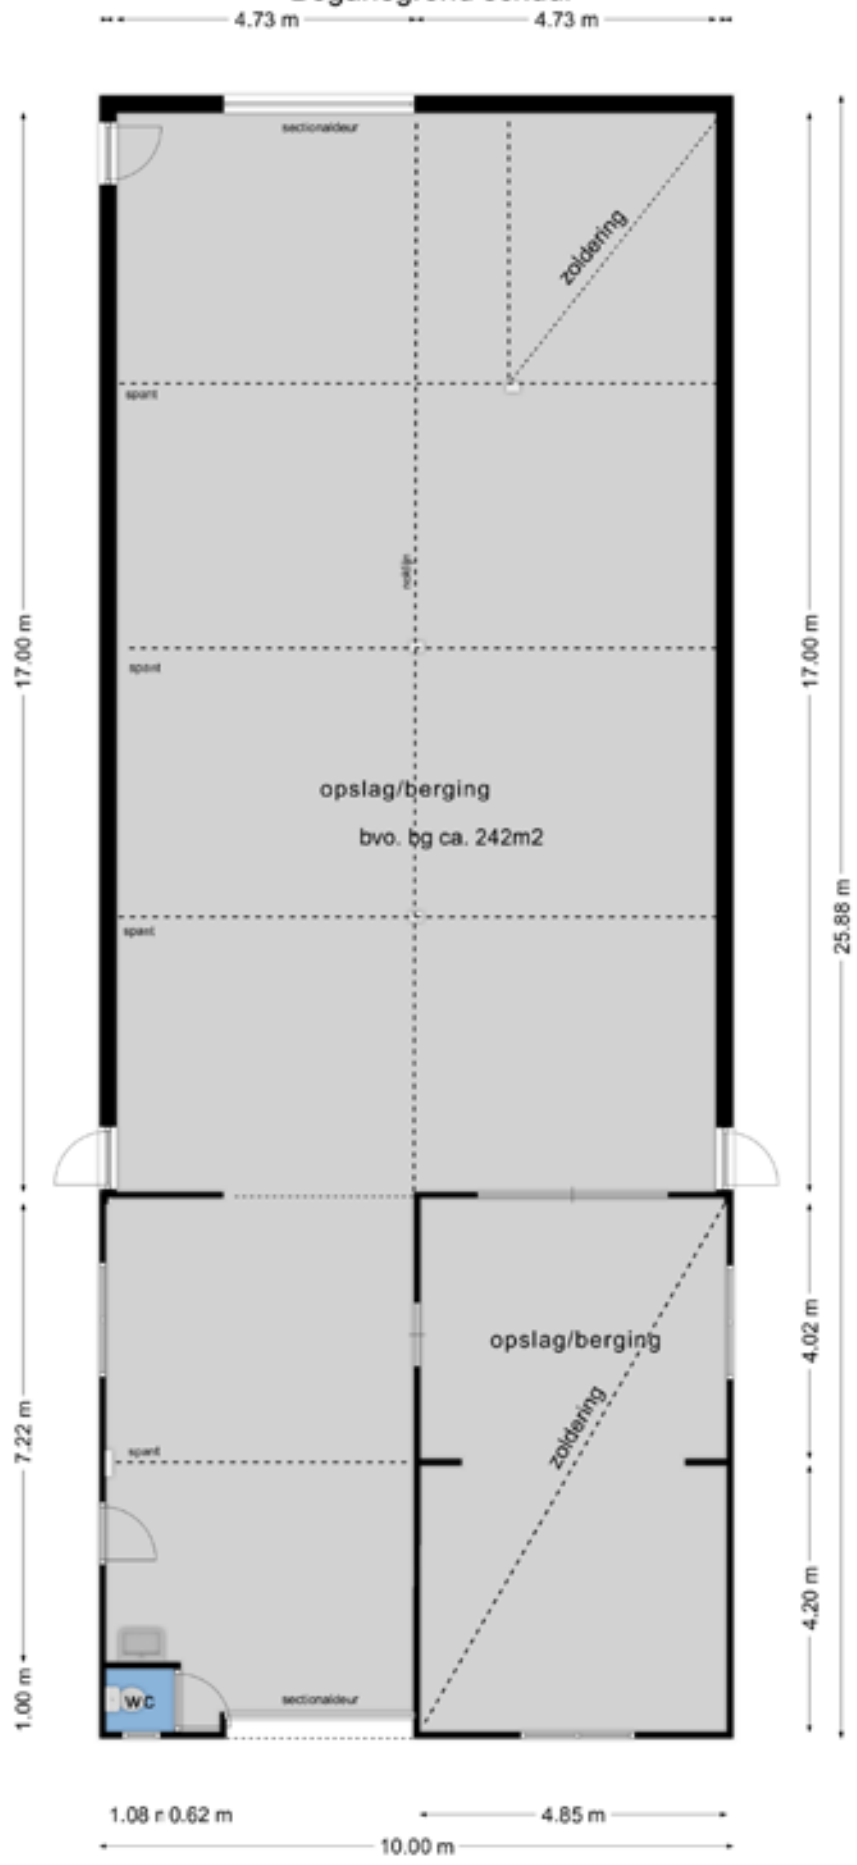 4.73 m
4.73 m
sectionaldeur
zoldering
spant
noklijn
17.00 m
17.00 m
spant
opslag/berging
bvo. bg ca. 242m2
25.88 m
spant
opslag/berging
4.02 m
zoldering
7.22 m
spant
4.20 m
WC
sectionaldeur
1.00 m
1.08 m
0.62 m
4.85 m
10.00 m